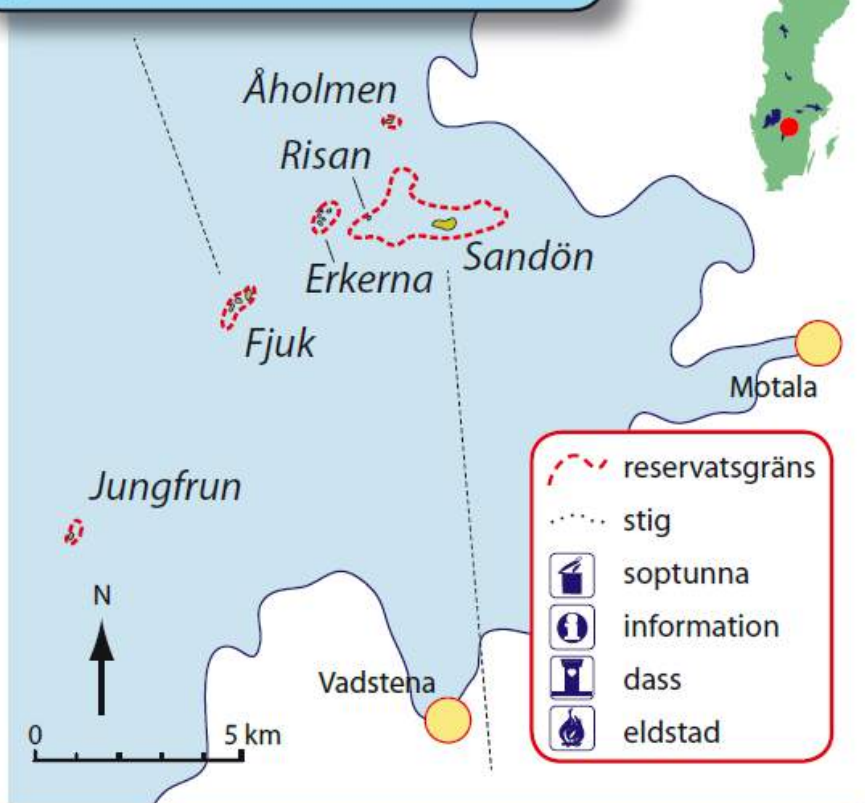 Åholmen
Risan
Sandön
Erkerna
Fjuk
Motala
Jungfrun
N
Vadstena
0 5 km
reservatsgräns
stig
soptunna
information
dass
eldstad